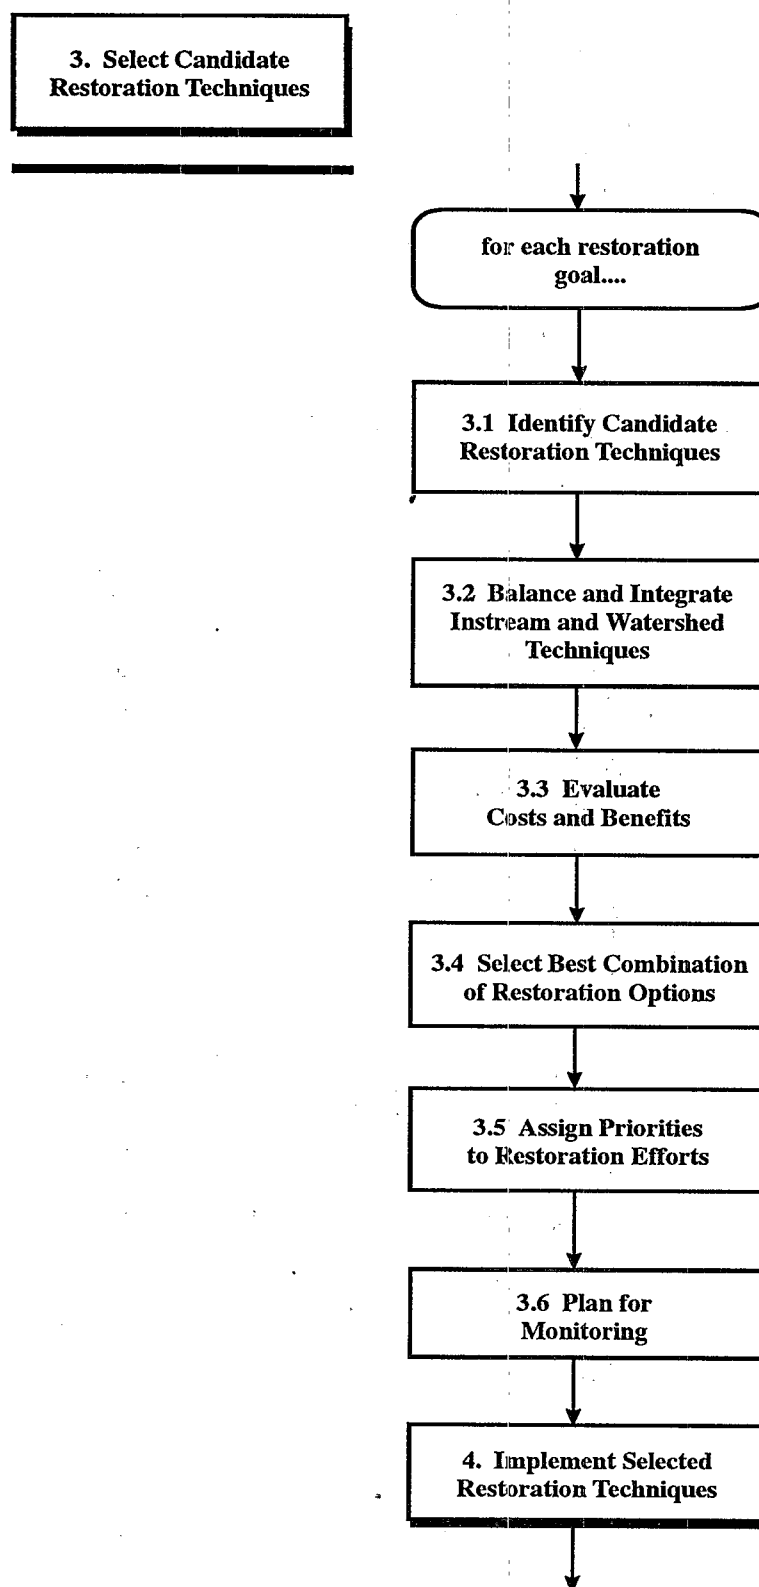 3. Select Candidate
Restoration Techniques
for each restoration
goal....
3.1 Identify Candidate
Restoration Techniques
3.2 Balance and Integrate
Instream and Watershed
Techniques
3.3 Evaluate
Costs and Benefits
3.4 Select Best Combination
of Restoration Options
3.5 Assign Priorities
to Restoration Efforts
3.6 Plan for
Monitoring
4. Implement Selected
Restoration Techniques